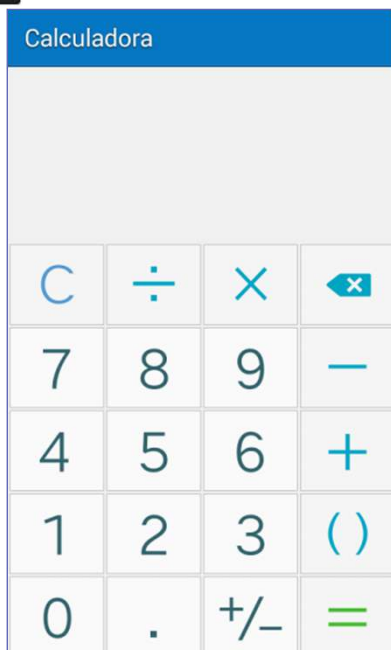 Calculadora
C ÷ ×
7 8 9 −
4 5 6 +
1 2 3 ( )
0 . +/− =